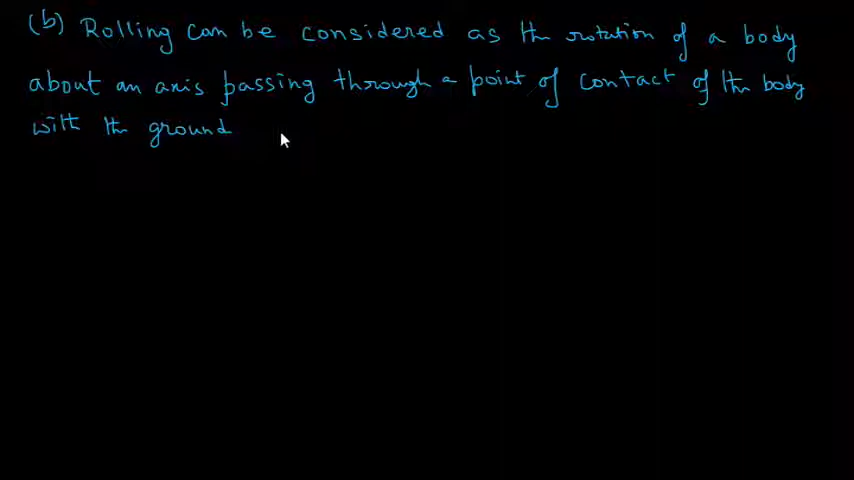 (b) Rolling can be considered as the rotation of a body
about an axis passing through a point of contact of the body
with the ground